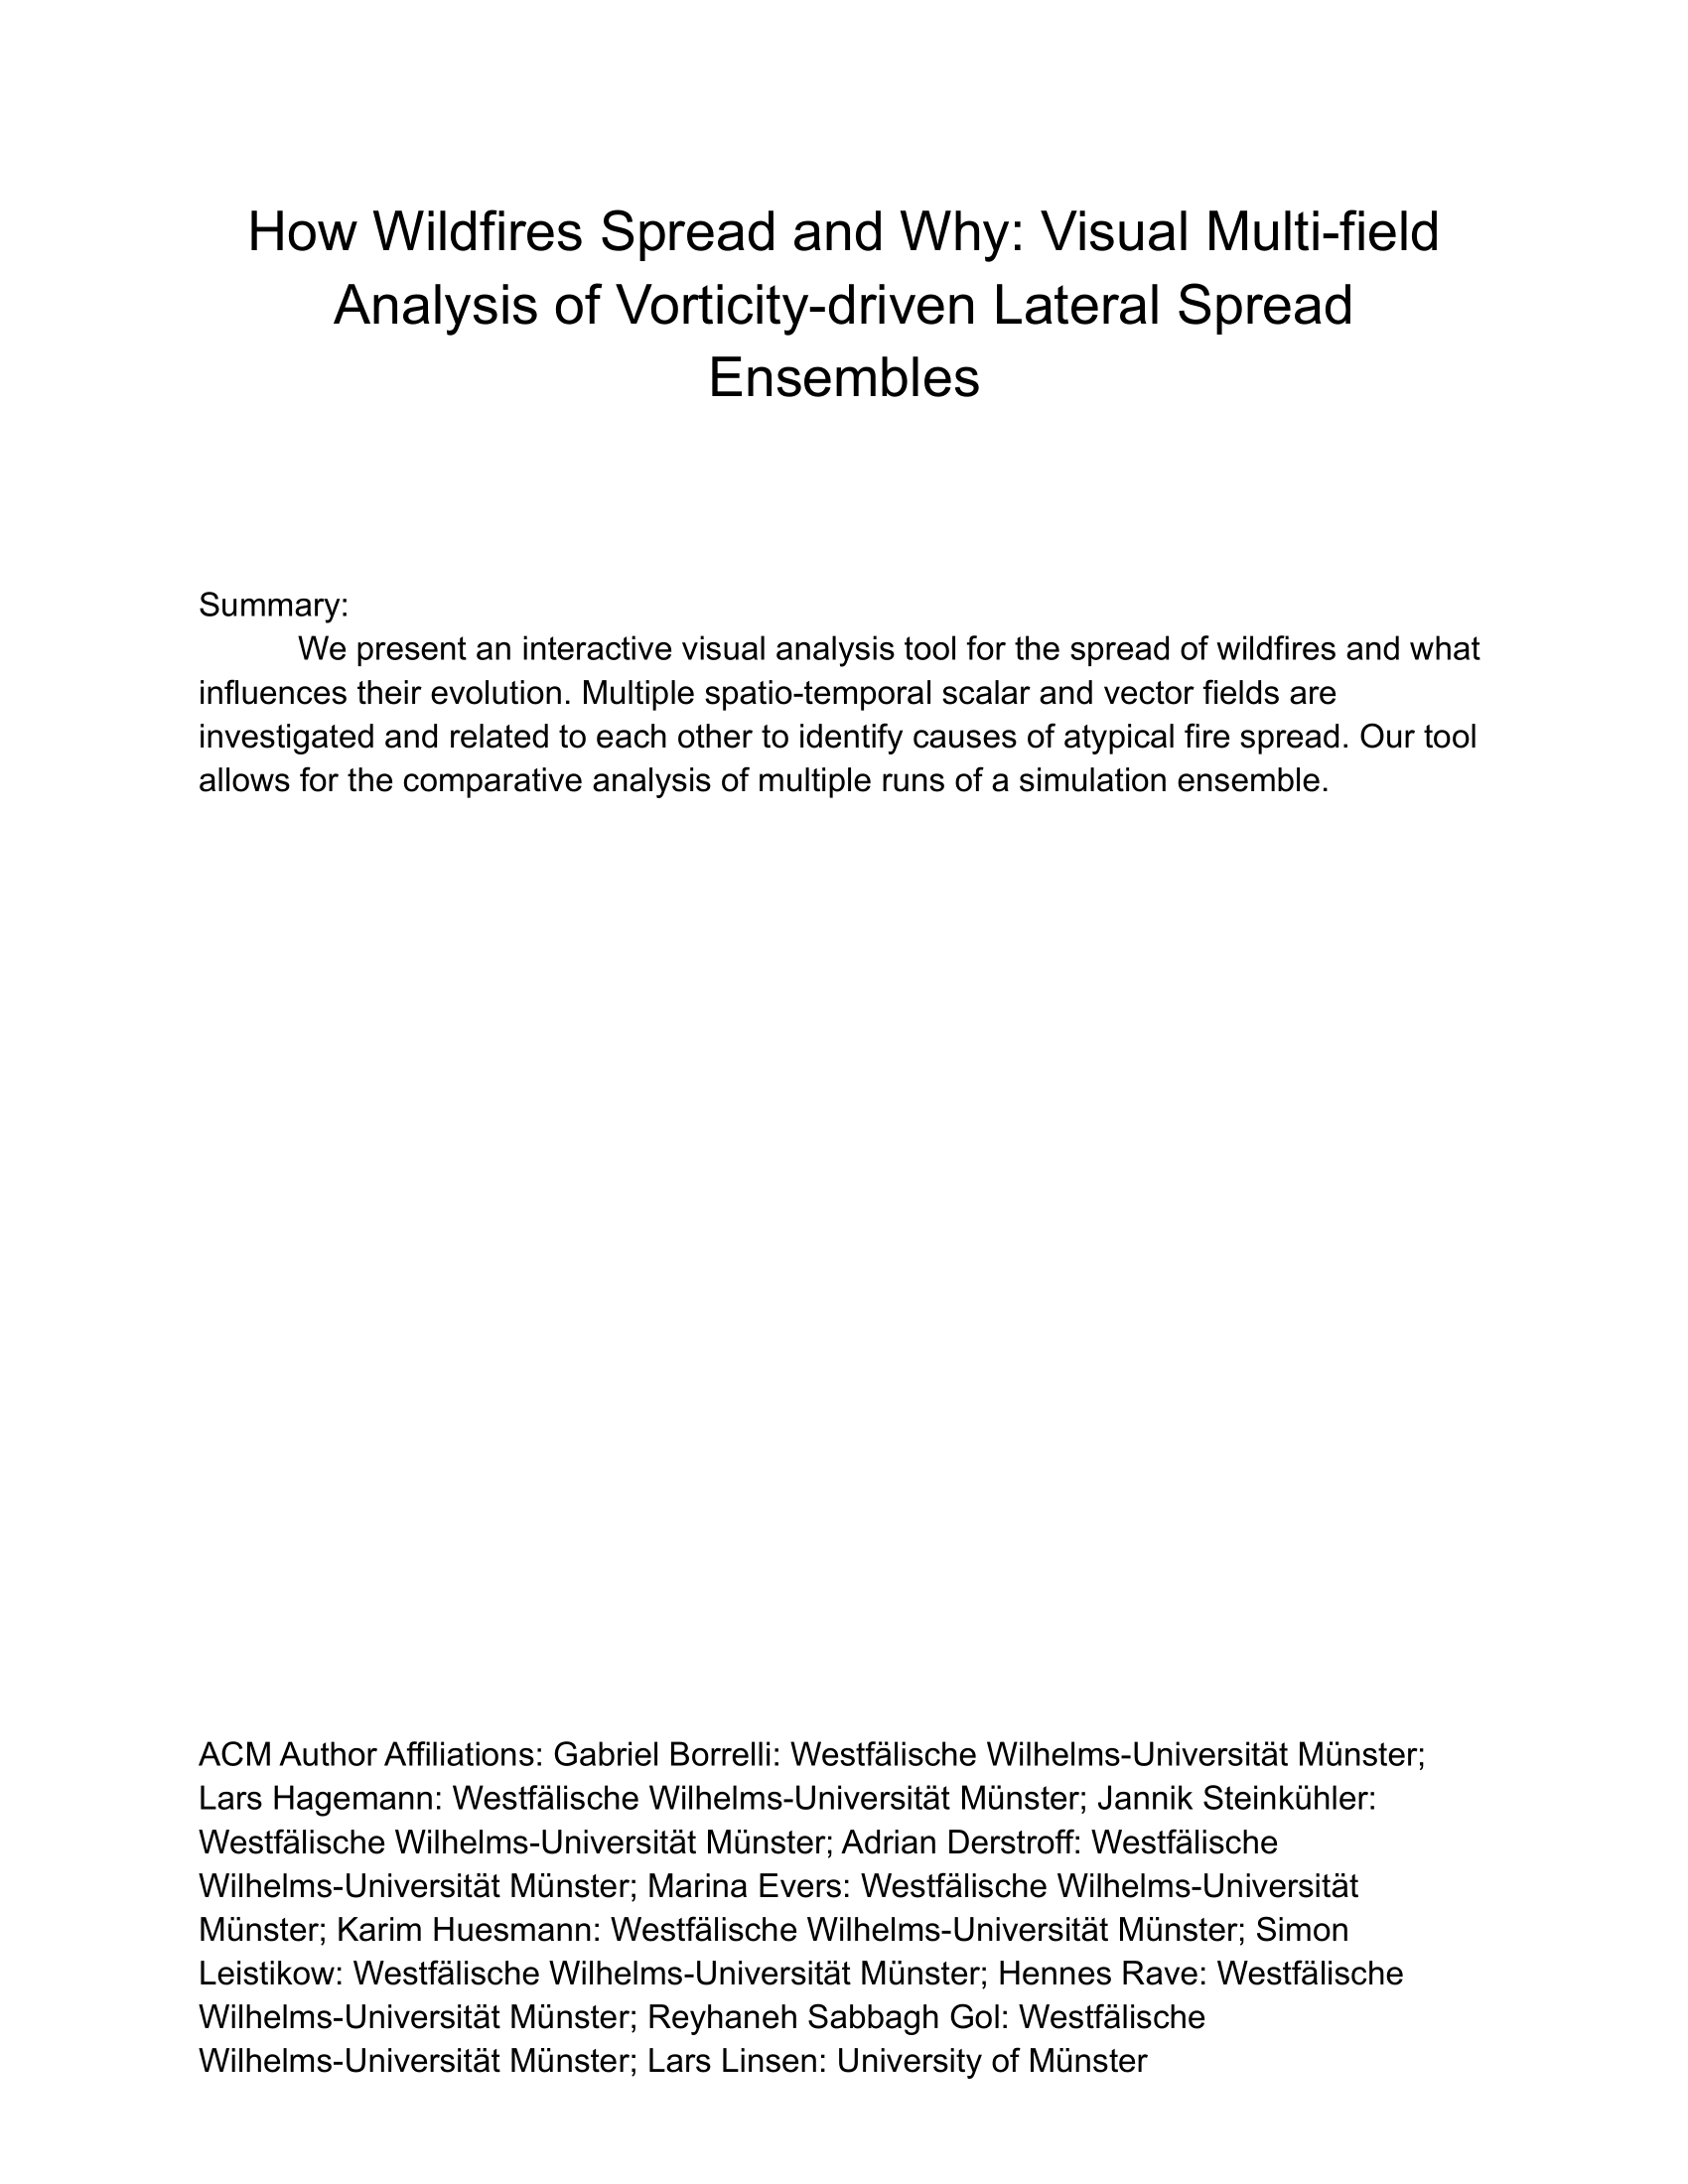 How Wildfires Spread and Why: Visual Multi-field
Analysis of Vorticity-driven Lateral Spread
Ensembles
Summary:
We present an interactive visual analysis tool for the spread of wildfires and what
influences their evolution. Multiple spatio-temporal scalar and vector fields are
investigated and related to each other to identify causes of atypical fire spread. Our tool
allows for the comparative analysis of multiple runs of a simulation ensemble.
ACM Author Affiliations: Gabriel Borrelli: Westfälische Wilhelms-Universität Münster;
Lars Hagemann: Westfälische Wilhelms-Universität Münster; Jannik Steinkühler:
Westfälische Wilhelms-Universität Münster; Adrian Derstroff: Westfälische
Wilhelms-Universität Münster; Marina Evers: Westfälische Wilhelms-Universität
Münster; Karim Huesmann: Westfälische Wilhelms-Universität Münster; Simon
Leistikow: Westfälische Wilhelms-Universität Münster; Hennes Rave: Westfälische
Wilhelms-Universität Münster; Reyhaneh Sabbagh Gol: Westfälische
Wilhelms-Universität Münster; Lars Linsen: University of Münster